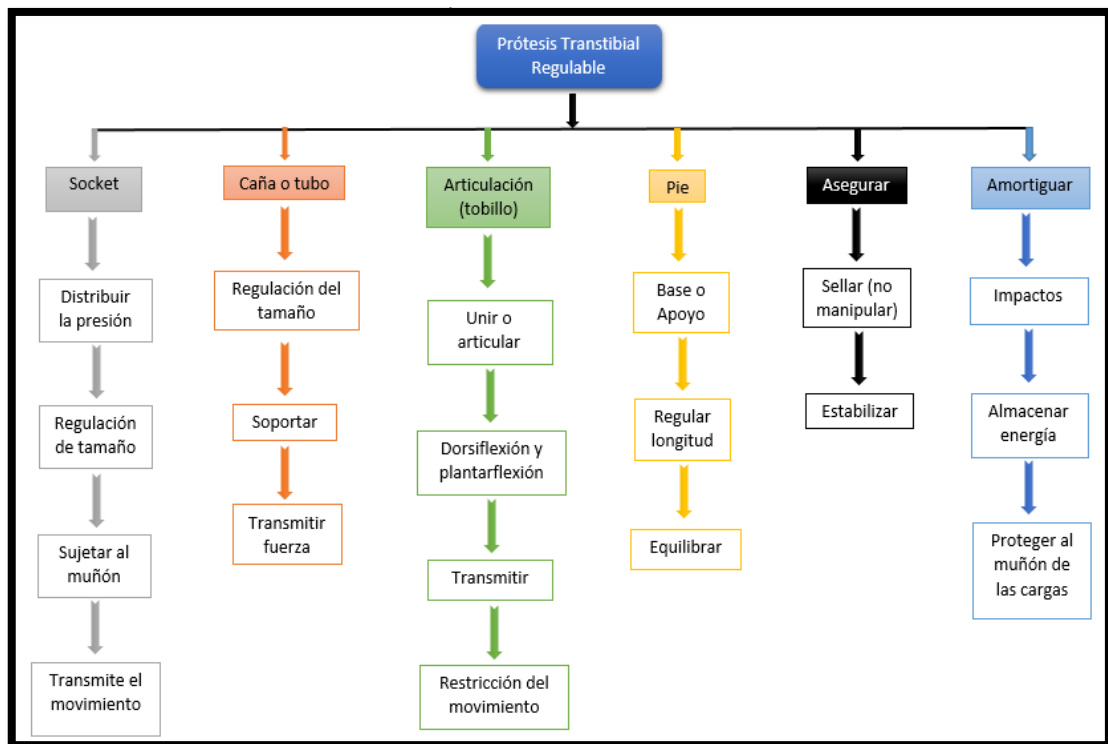 Prótesis Transtibial
Regulable
Socket
Distribuir
la presión
Regulación
de tamaño
Sujetar al
muñón
Transmite el
movimiento
Caña o tubo
Regulación del
tamaño
Soportar
Transmitir
fuerza
Articulación
(tobillo)
Unir o
articular
Dorsiflexión y
plantarflexión
Transmitir
Restricción del
movimiento
Pie
Base o
Apoyo
Regular
longitud
Equilibrar
Asegurar
Sellar (no
manipular)
Estabilizar
Amortiguar
Impactos
Almacenar
energía
Proteger al
muñón de
las cargas